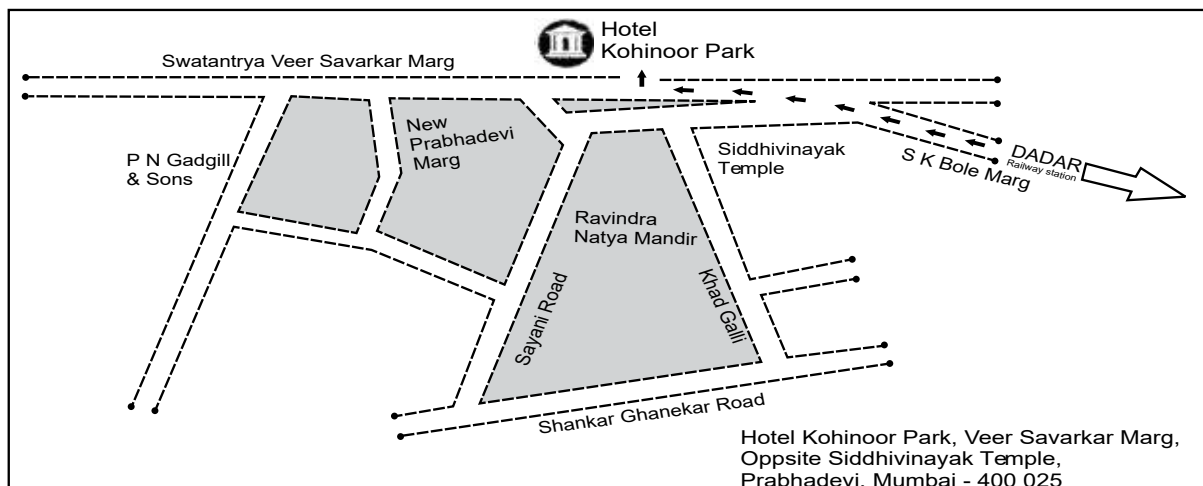 Hotel
Kohinoor Park
Swatantrya Veer Savarkar Marg
New
Prabhadevi
Marg
P N Gadgill
& Sons
Siddhivinayak
Temple
DADAR
Railway station
S K Bole Marg
Ravindra
Natya Mandir
Sayani Road
Khad Galli
Shankar Ghanekar Road
Hotel Kohinoor Park, Veer Savarkar Marg,
Oppsite Siddhivinayak Temple,
Prabhadevi, Mumbai - 400 025